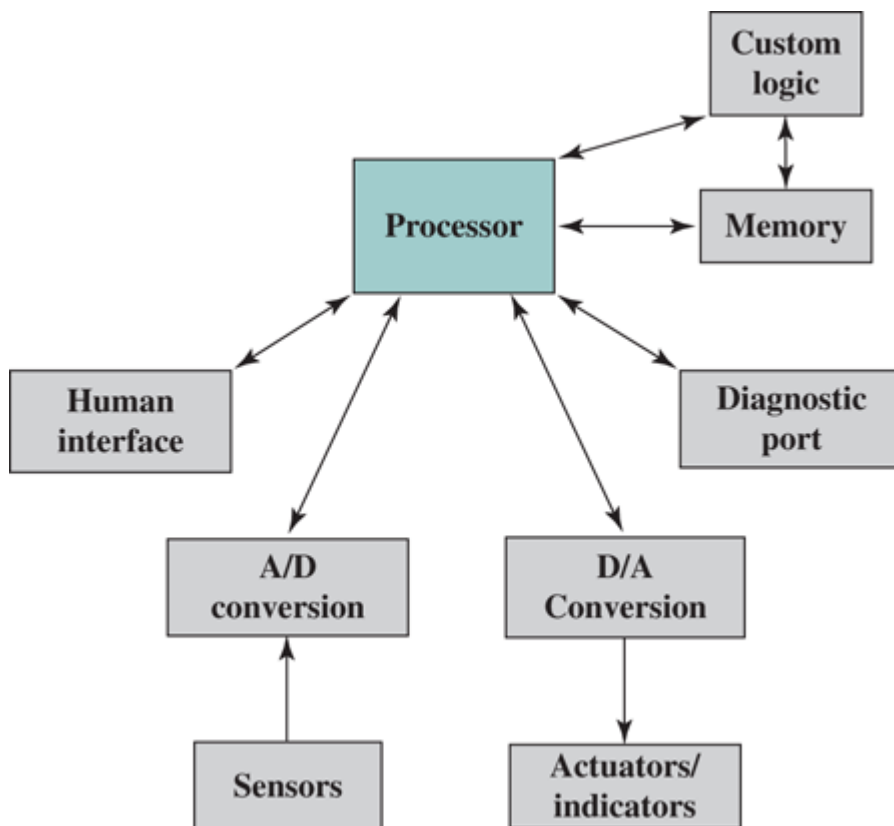 Custom
logic
Processor
Memory
Human
interface
Diagnostic
port
A/D
conversion
D/A
Conversion
Sensors
Actuators/
indicators